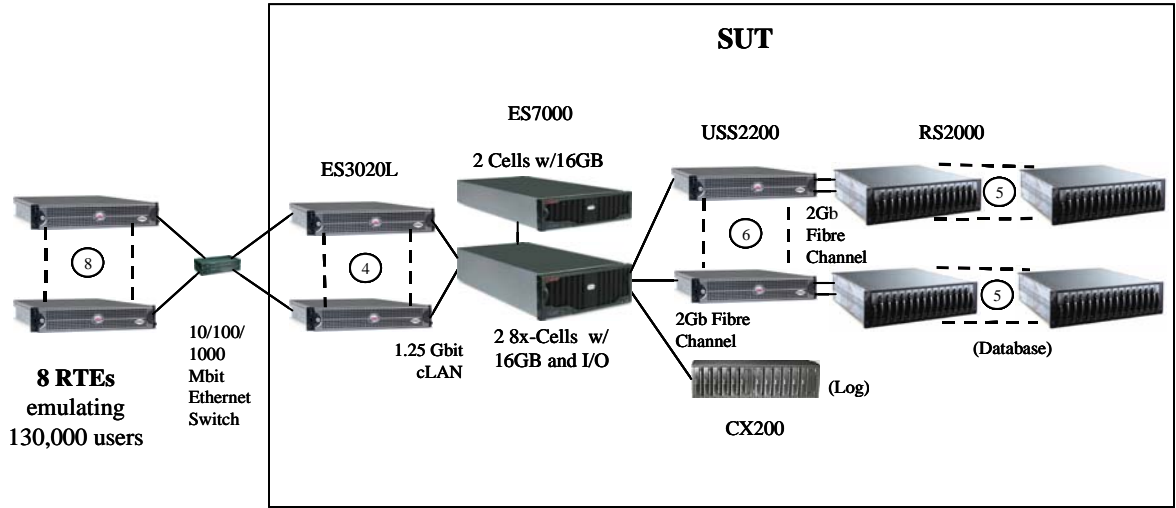 SUT
ES7000
2 Cells w/16GB
USS2200
RS2000
ES3020L
5
2Gb
Fibre
Channel
8
4
6
5
10/100/
1000
Mbit
Ethernet
Switch
1.25 Gbit
cLAN
2 8x-Cells w/
16GB and I/O
2Gb Fibre
Channel
(Database)
8 RTEs
emulating
130,000 users
(Log)
CX200